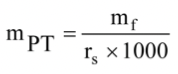 m_PT = m_f / (r_s × 1000)